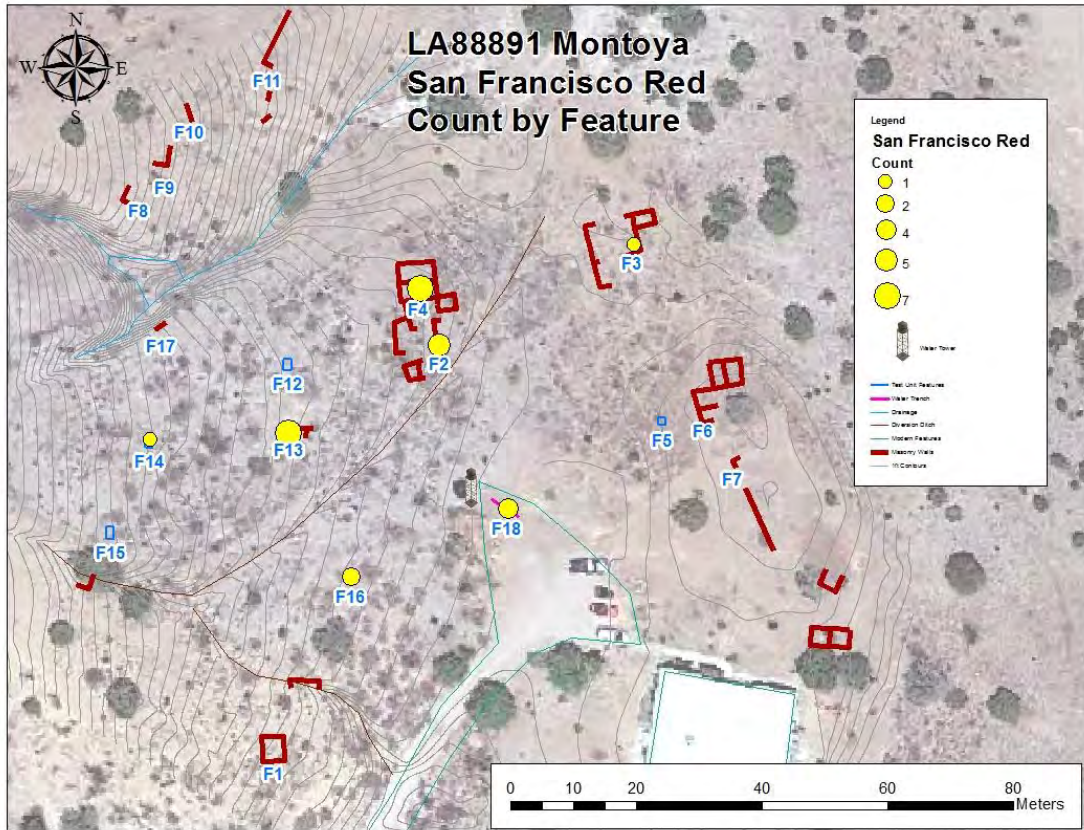 N
W E
S
LA88891 Montoya
San Francisco Red
Count by Feature
F11
F10
F9
F8
F17
F3
F4
F2
F12
F13
F14
F5
F6
F7
F18
F15
F16
F1
Legend
San Francisco Red
Count
1
2
4
5
7
Water Tower
Test Unit Features
Water Trench
Drainage
Diversion Ditch
Modern Features
Masonry Walls
1ft Contours
0 10 20 40 60 80
Meters